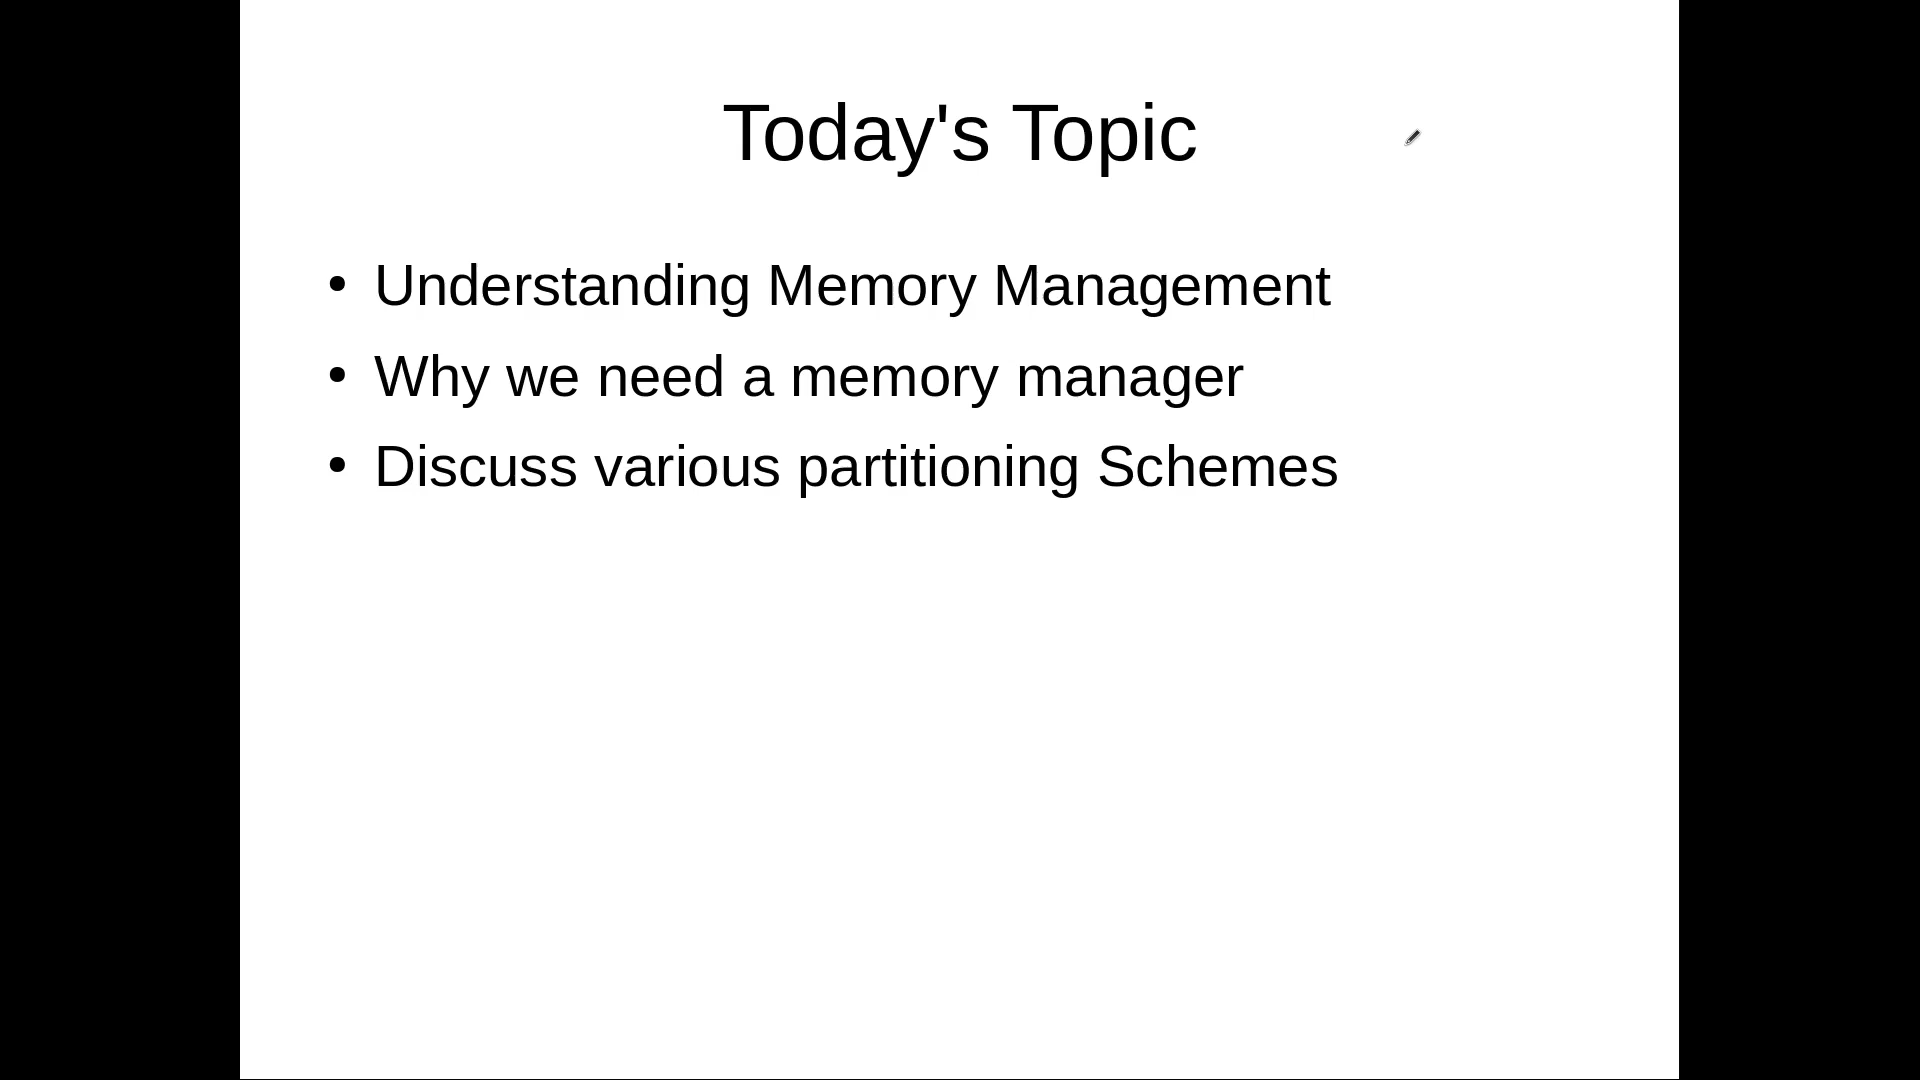 Today's Topic
• Understanding Memory Management
• Why we need a memory manager
• Discuss various partitioning Schemes